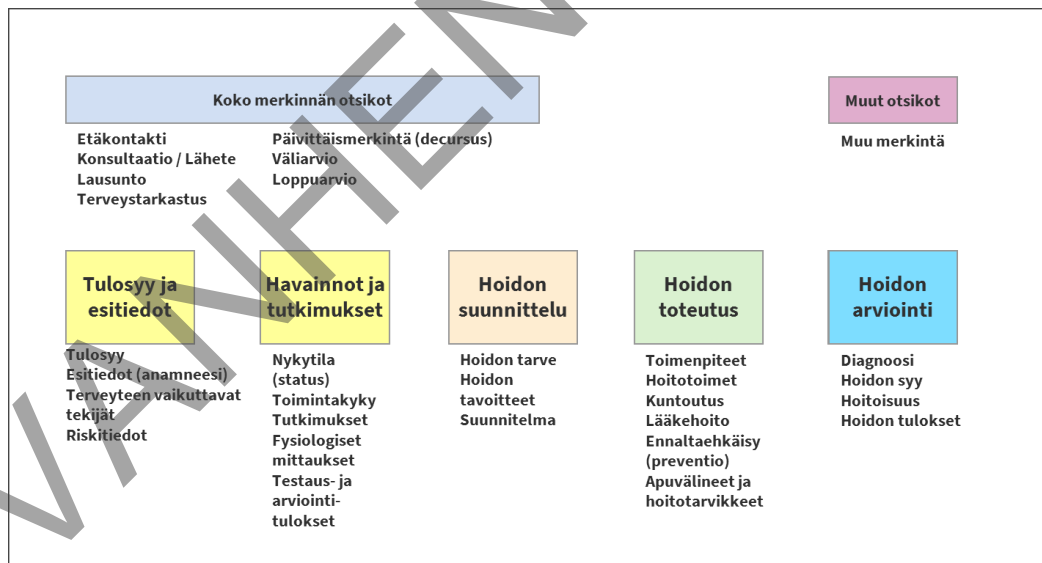 Koko merkinnän otsikot
Muut otsikot
Etäkontakti
Konsultaatio / Lähete
Lausunto
Terveystarkastus
Päivittäismerkintä (decursus)
Väliarvio
Loppuarvio
Muu merkintä
Tulosyy ja
esitiedot
Tulosyy
Esitiedot (anamneesi)
Terveyteen vaikuttavat
tekijät
Riskitiedot
Havainnot ja
tutkimukset
Nykytila
(status)
Toimintakyky
Tutkimukset
Fysiologiset
mittaukset
Testaus- ja
arviointi-
tulokset
Hoidon
suunnittelu
Hoidon tarve
Hoidon
tavoitteet
Suunnitelma
Hoidon
toteutus
Toimenpiteet
Hoitotoimet
Kuntoutus
Lääkehoito
Ennaltaehkäisy
(preventio)
Apuvälineet ja
hoitotarvikkeet
Hoidon
arviointi
Diagnoosi
Hoidon syy
Hoitoisuus
Hoidon tulokset
VANHEN